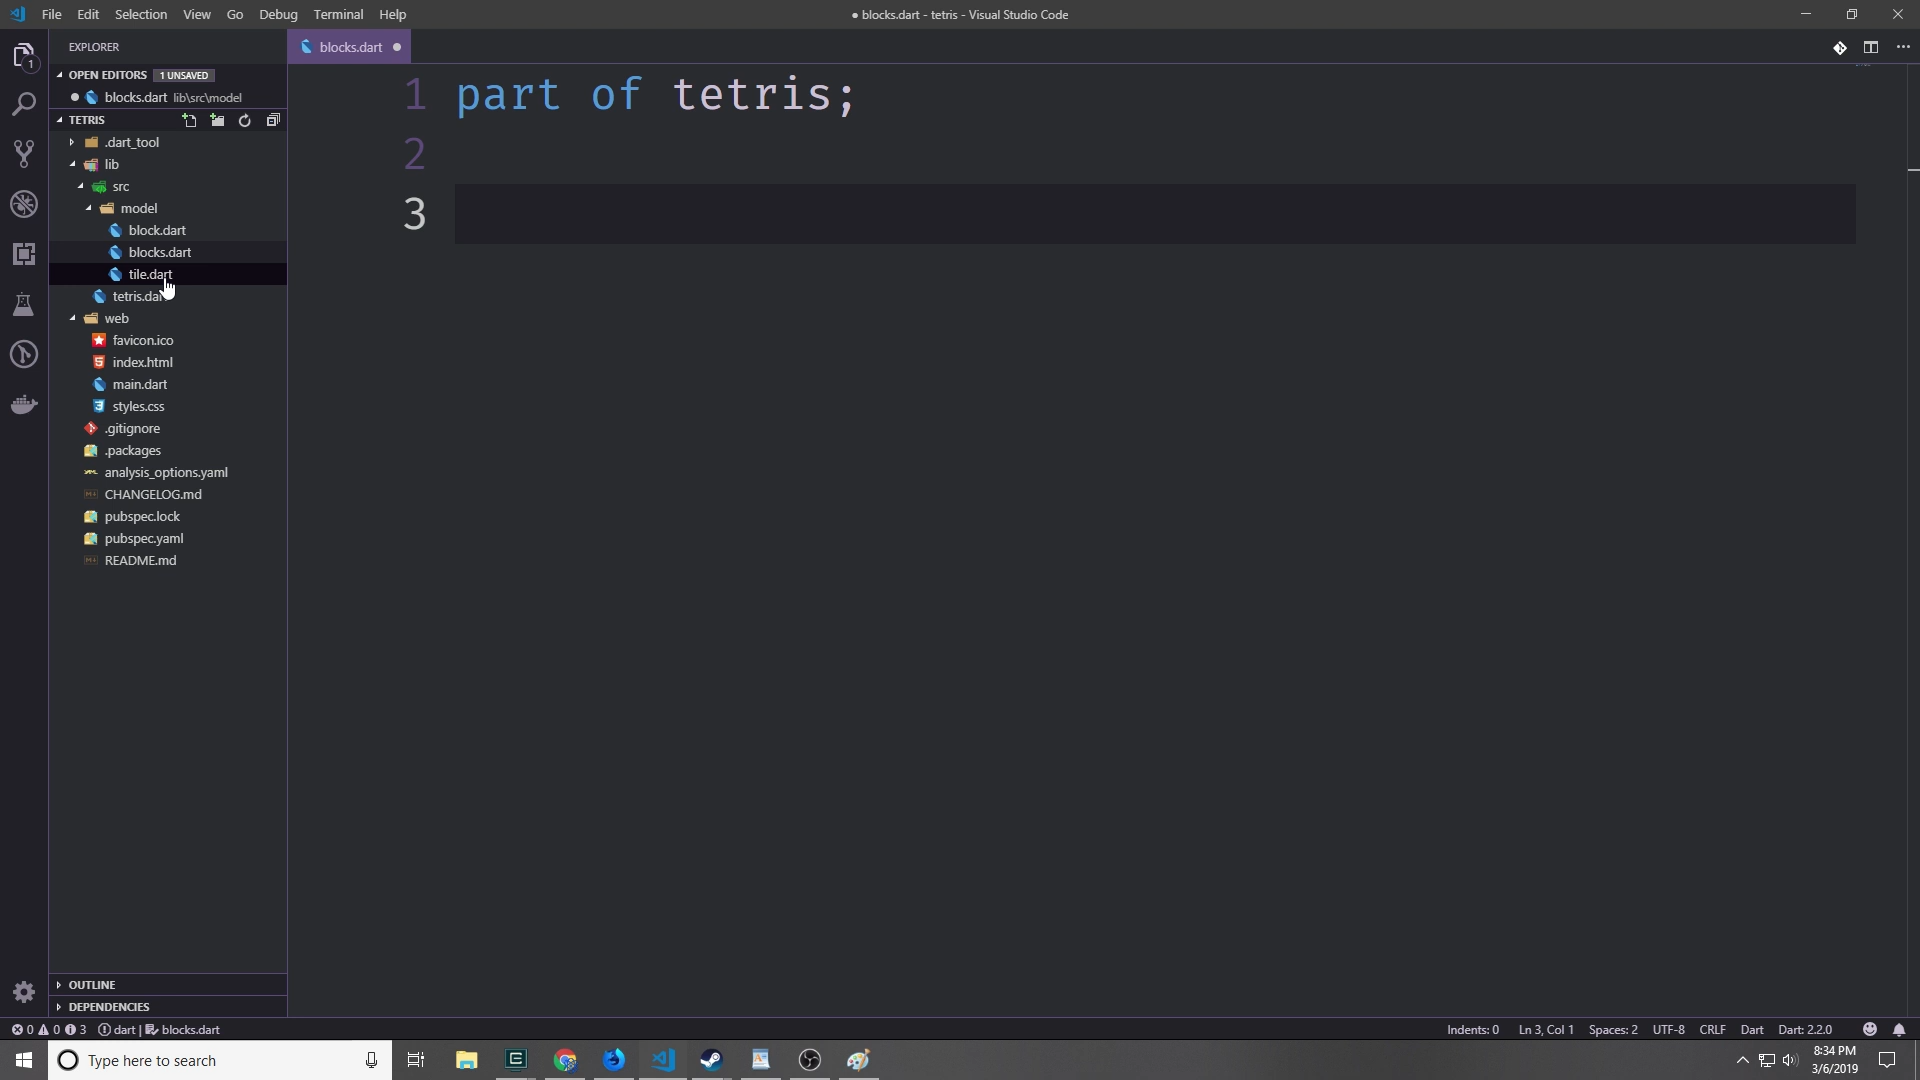 File Edit Selection View Go Debug Terminal Help
● blocks.dart - tetris - Visual Studio Code
EXPLORER
blocks.dart ●
OPEN EDITORS 1 UNSAVED
● blocks.dart lib\src\model
TETRIS
.dart_tool
lib
src
model
block.dart
blocks.dart
tile.dart
tetris.dart
web
favicon.ico
index.html
main.dart
styles.css
.gitignore
.packages
analysis_options.yaml
CHANGELOG.md
pubspec.lock
pubspec.yaml
README.md
OUTLINE
DEPENDENCIES
1 part of tetris;
2
3
1
0 0 3 dart | blocks.dart
Indents: 0 Ln 3, Col 1 Spaces: 2 UTF-8 CRLF Dart Dart: 2.2.0
Type here to search
8:34 PM
3/6/2019